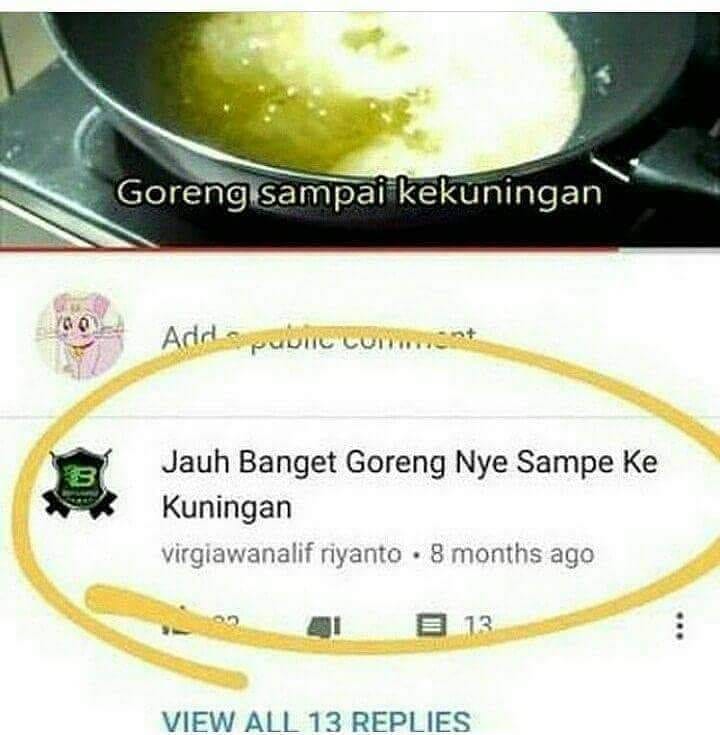 Goreng sampai kekuningan
Add a public comment
Jauh Banget Goreng Nye Sampe Ke
Kuningan
virgiawanalif riyanto • 8 months ago
13
VIEW ALL 13 REPLIES